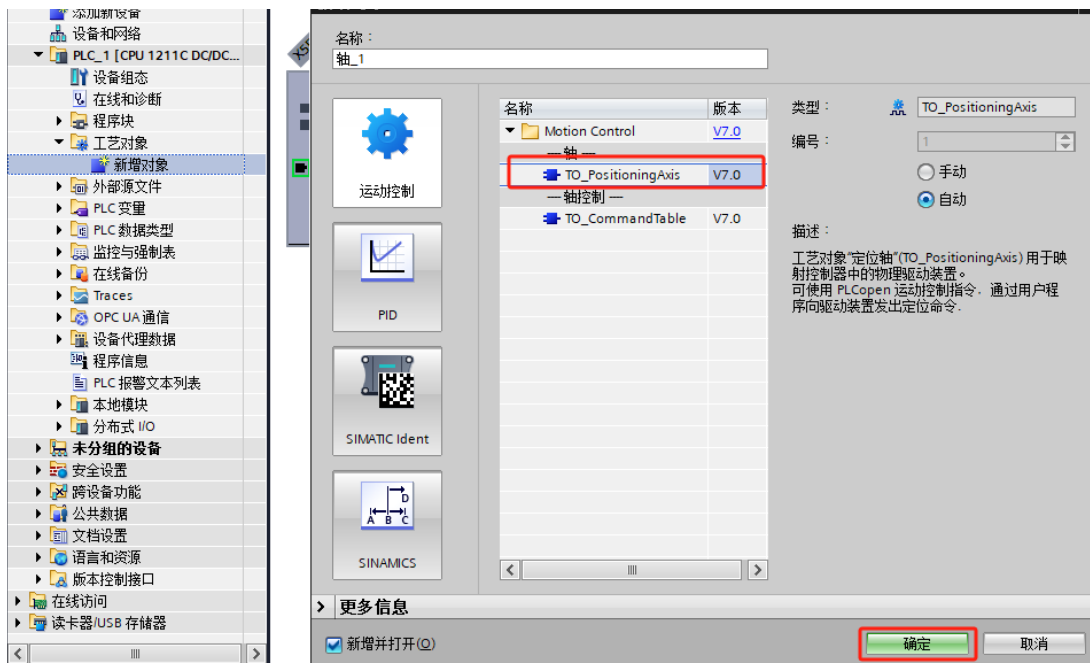 添加新设备
设备和网络
PLC_1 [CPU 1211C DC/DC...
设备组态
在线和诊断
程序块
工艺对象
新增对象
外部源文件
PLC 变量
PLC 数据类型
监控与强制表
在线备份
Traces
OPC UA 通信
设备代理数据
程序信息
PLC 报警文本列表
本地模块
分布式 I/O
未分组的设备
安全设置
跨设备功能
公共数据
文档设置
语言和资源
版本控制接口
在线访问
读卡器/USB 存储器
名称：
轴_1
运动控制
PID
SIMATIC Ident
SINAMICS
名称 版本
Motion Control V7.0
—轴—
TO_PositioningAxis V7.0
—轴控制—
TO_CommandTable V7.0
类型： TO_PositioningAxis
编号： 1
手动
自动
描述：
工艺对象"定位轴"(TO_PositioningAxis) 用于映
射控制器中的物理驱动装置。
可使用 PLCopen 运动控制指令．通过用户程
序向驱动装置发出定位命令．
更多信息
新增并打开(O)
确定 取消